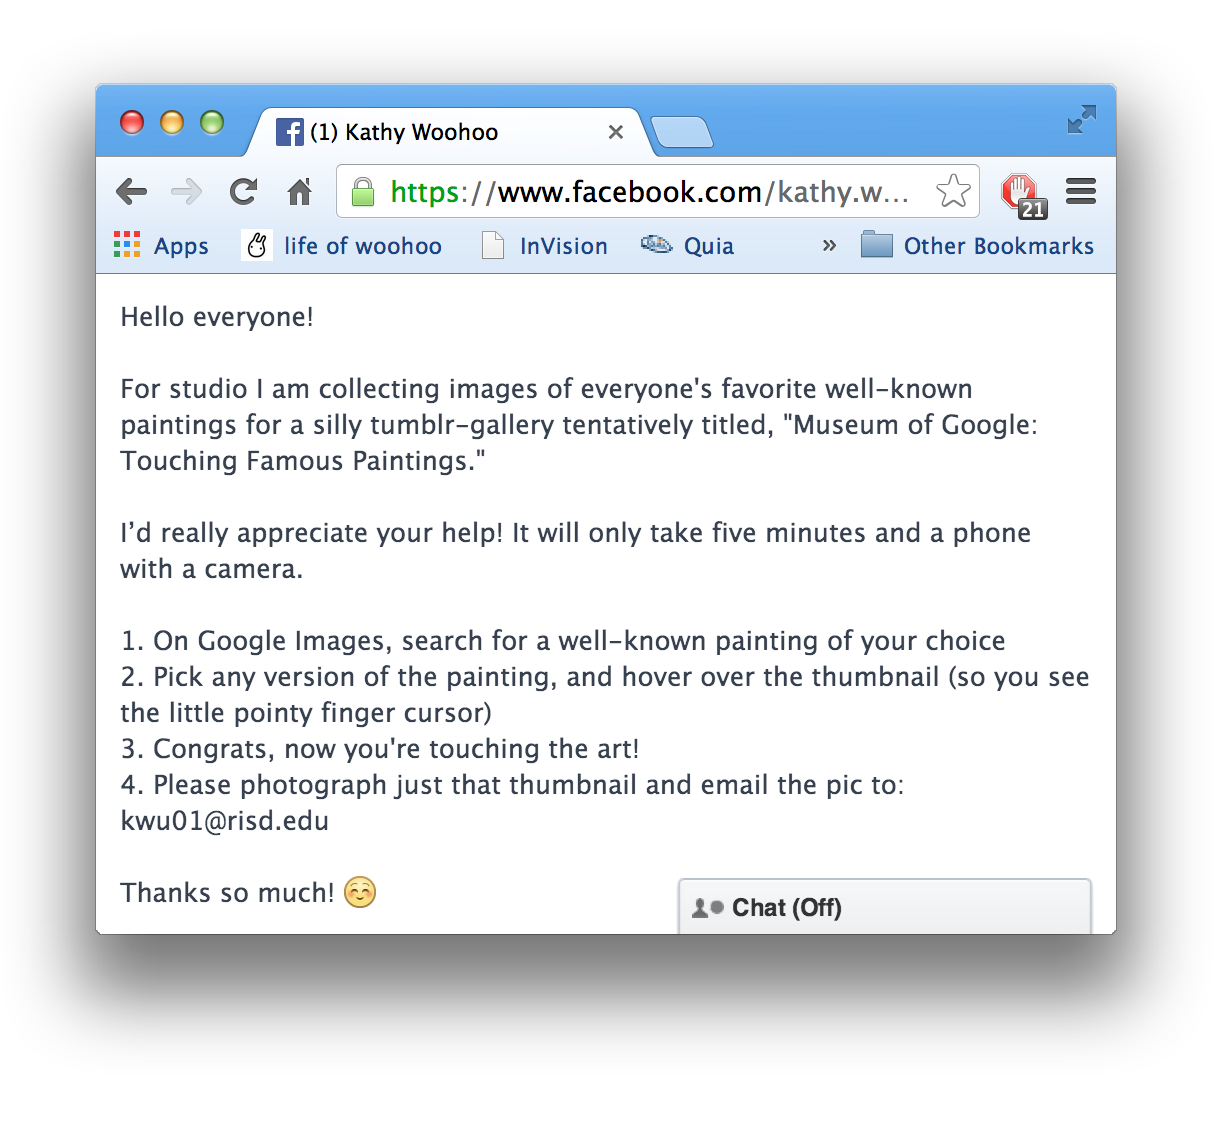 (1) Kathy Woohoo
https://www.facebook.com/kathy.w...
21
Apps life of woohoo InVision Quia » Other Bookmarks
Hello everyone!
For studio I am collecting images of everyone's favorite well-known
paintings for a silly tumblr-gallery tentatively titled, "Museum of Google:
Touching Famous Paintings."
I’d really appreciate your help! It will only take five minutes and a phone
with a camera.
1. On Google Images, search for a well-known painting of your choice
2. Pick any version of the painting, and hover over the thumbnail (so you see
the little pointy finger cursor)
3. Congrats, now you're touching the art!
4. Please photograph just that thumbnail and email the pic to:
kwu01@risd.edu
Thanks so much!
Chat (Off)